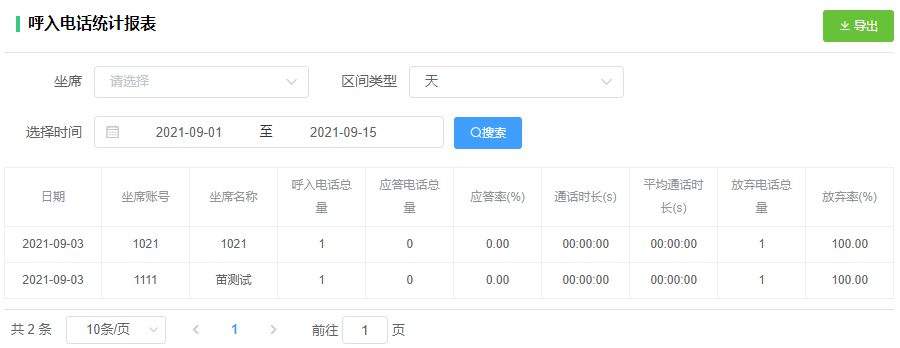 呼入电话统计报表
导出
坐席 请选择 区间类型 天
选择时间 2021-09-01 至 2021-09-15 搜索
日期 坐席账号 坐席名称 呼入电话总量 应答电话总量 应答率(%) 通话时长(s) 平均通话时长(s) 放弃电话总量 放弃率(%)
2021-09-03 1021 1021 1 0 0.00 00:00:00 00:00:00 1 100.00
2021-09-03 1111 苗测试 1 0 0.00 00:00:00 00:00:00 1 100.00
共 2 条 10条/页 1 前往 1 页